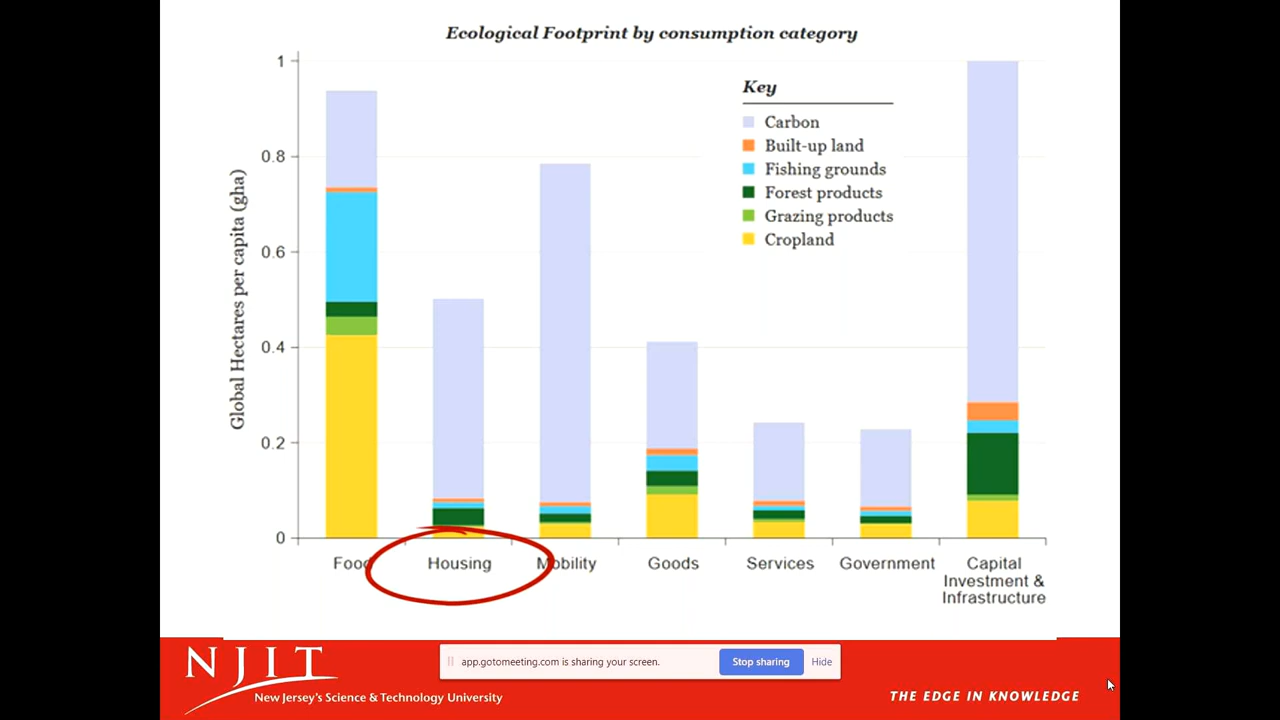 Ecological Footprint by consumption category
Key
Carbon
Built-up land
Fishing grounds
Forest products
Grazing products
Cropland
Global Hectares per capita (gha)
1
0.8
0.6
0.4
0.2
0
Food Housing Mobility Goods Services Government Capital
Investment &
Infrastructure
NJIT
New Jersey's Science & Technology University
app.gotomeeting.com is sharing your screen. Stop sharing Hide
THE EDGE IN KNOWLEDGE